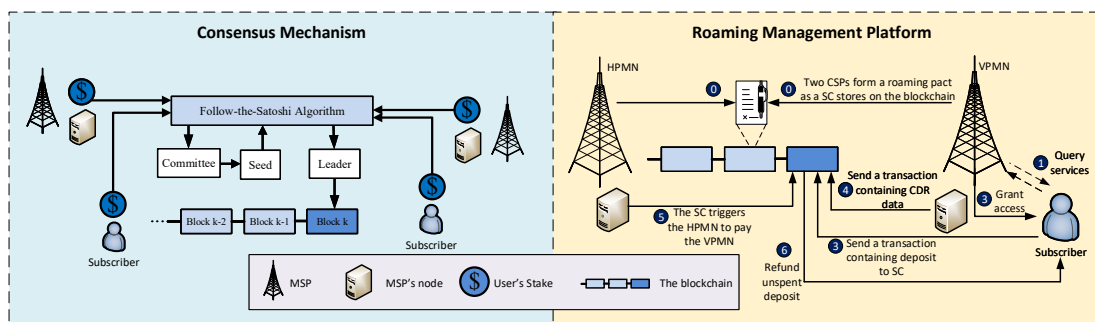 Consensus Mechanism
$
Follow-the-Satoshi Algorithm
$
Committee
Seed
Leader
$
$
Block k-2
Block k-1
Block k
Subscriber
Subscriber
Roaming Management Platform
HPMN
VPMN
0
0
Two CSPs form a roaming pact
as a SC stores on the blockchain
1
Query
services
4
Send a transaction
containing CDR
data
3
Grant
access
5
The SC triggers
the HPMN to pay
the VPMN
3
Send a transaction
containing deposit
to SC
6
Refund
unspent
deposit
Subscriber
MSP
MSP's node
$
User's Stake
The blockchain